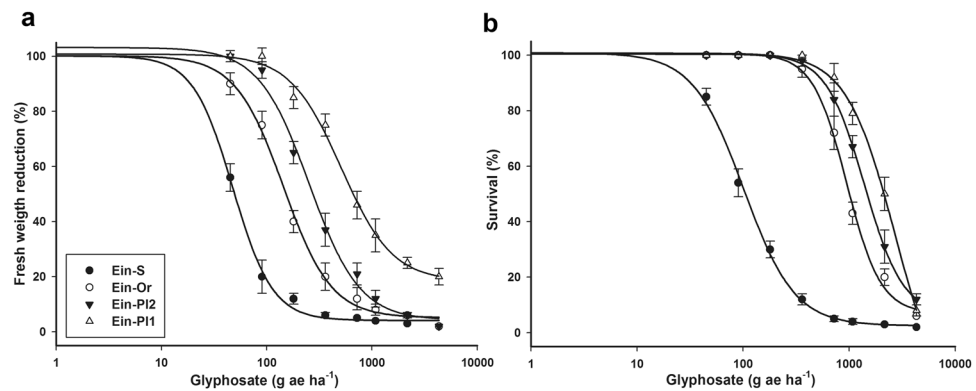 a
Fresh weigth reduction (%)
100
80
60
40
20
0
Ein-S
Ein-Or
Ein-Pl2
Ein-Pl1
1
10
100
1000
10000
Glyphosate (g ae ha⁻¹)
b
Survival (%)
100
80
60
40
20
0
1
10
100
1000
10000
Glyphosate (g ae ha⁻¹)